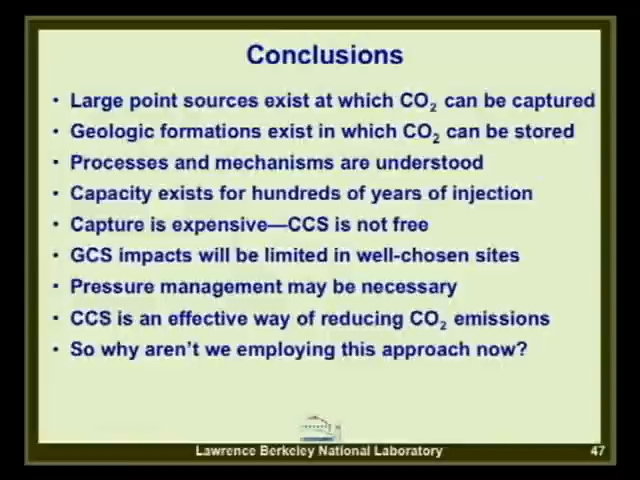 Conclusions
• Large point sources exist at which CO₂ can be captured
• Geologic formations exist in which CO₂ can be stored
• Processes and mechanisms are understood
• Capacity exists for hundreds of years of injection
• Capture is expensive—CCS is not free
• GCS impacts will be limited in well-chosen sites
• Pressure management may be necessary
• CCS is an effective way of reducing CO₂ emissions
• So why aren't we employing this approach now?
Lawrence Berkeley National Laboratory 47